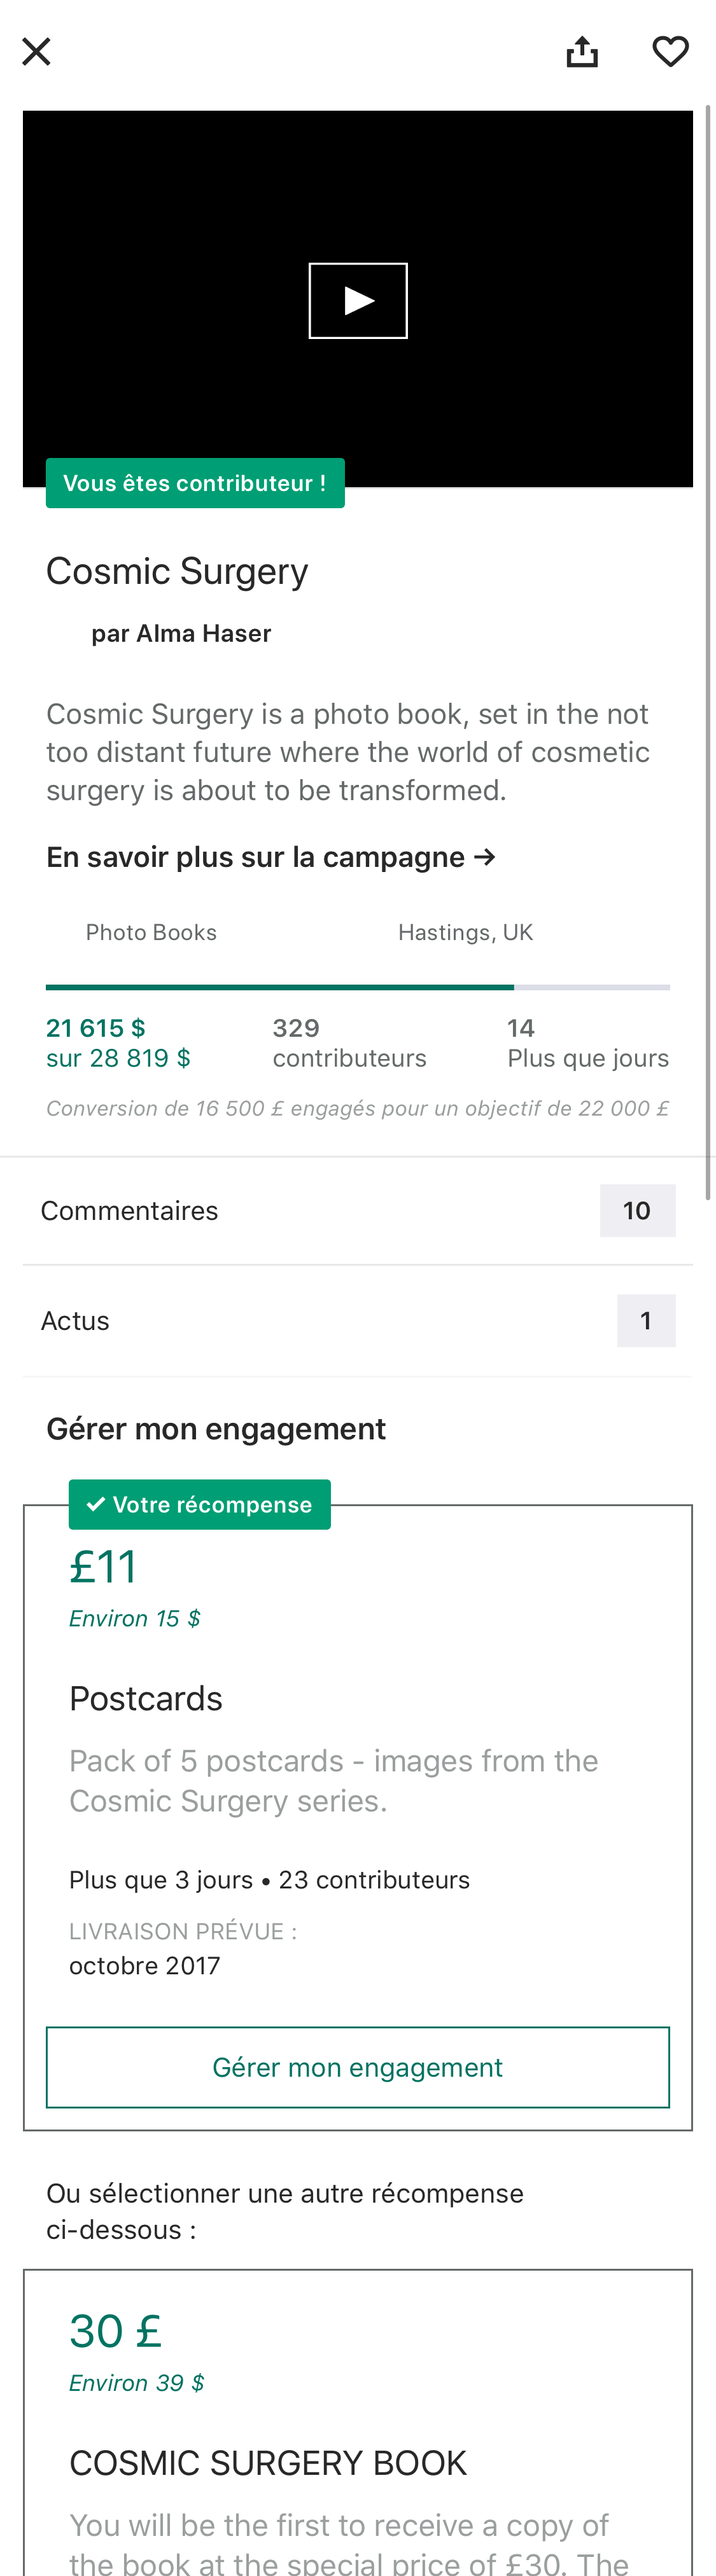 Vous êtes contributeur !
Cosmic Surgery
par Alma Haser
Cosmic Surgery is a photo book, set in the not
too distant future where the world of cosmetic
surgery is about to be transformed.
En savoir plus sur la campagne →
Photo Books
Hastings, UK
21 615 $
sur 28 819 $
329
contributeurs
14
Plus que jours
Conversion de 16 500 £ engagés pour un objectif de 22 000 £
Commentaires
10
Actus
1
Gérer mon engagement
✓ Votre récompense
£11
Environ 15 $
Postcards
Pack of 5 postcards - images from the
Cosmic Surgery series.
Plus que 3 jours • 23 contributeurs
LIVRAISON PRÉVUE :
octobre 2017
Gérer mon engagement
Ou sélectionner une autre récompense
ci-dessous :
30 £
Environ 39 $
COSMIC SURGERY BOOK
You will be the first to receive a copy of
the book at the special price of £30. The